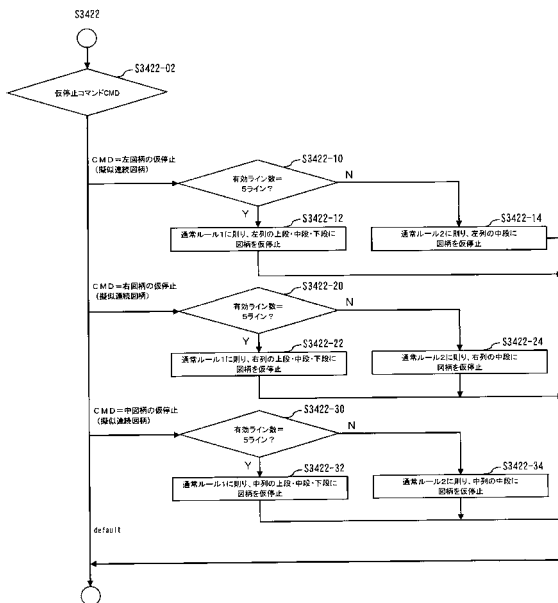 S3422
S3422-02
仮停止コマンドCMD
CMD=左図柄の仮停止
(擬似連続図柄)
S3422-10
有効ライン数=
5ライン?
N
Y
S3422-12
通常ルール1に則り、左列の上段・中段・下段に
図柄を仮停止
S3422-14
通常ルール2に則り、左列の中段に
図柄を仮停止
CMD=右図柄の仮停止
(擬似連続図柄)
S3422-20
有効ライン数=
5ライン?
N
Y
S3422-22
通常ルール1に則り、右列の上段・中段・下段に
図柄を仮停止
S3422-24
通常ルール2に則り、右列の中段に
図柄を仮停止
CMD=中図柄の仮停止
(擬似連続図柄)
S3422-30
有効ライン数=
5ライン?
N
Y
S3422-32
通常ルール1に則り、中列の上段・中段・下段に
図柄を仮停止
S3422-34
通常ルール2に則り、中列の中段に
図柄を仮停止
default